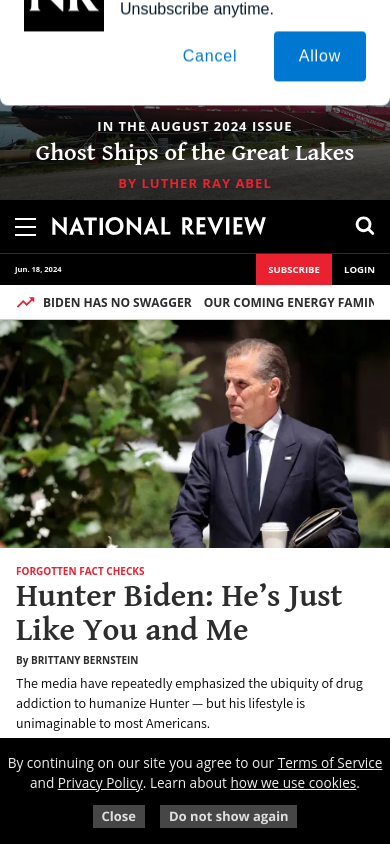 Unsubscribe anytime.
Cancel
Allow
IN THE AUGUST 2024 ISSUE
Ghost Ships of the Great Lakes
BY LUTHER RAY ABEL
NATIONAL REVIEW
Jun. 18, 2024
SUBSCRIBE
LOGIN
BIDEN HAS NO SWAGGER OUR COMING ENERGY FAMIN
FORGOTTEN FACT CHECKS
Hunter Biden: He’s Just
Like You and Me
By BRITTANY BERNSTEIN
The media have repeatedly emphasized the ubiquity of drug
addiction to humanize Hunter — but his lifestyle is
unimaginable to most Americans.
By continuing on our site you agree to our Terms of Service
and Privacy Policy. Learn about how we use cookies.
Close
Do not show again